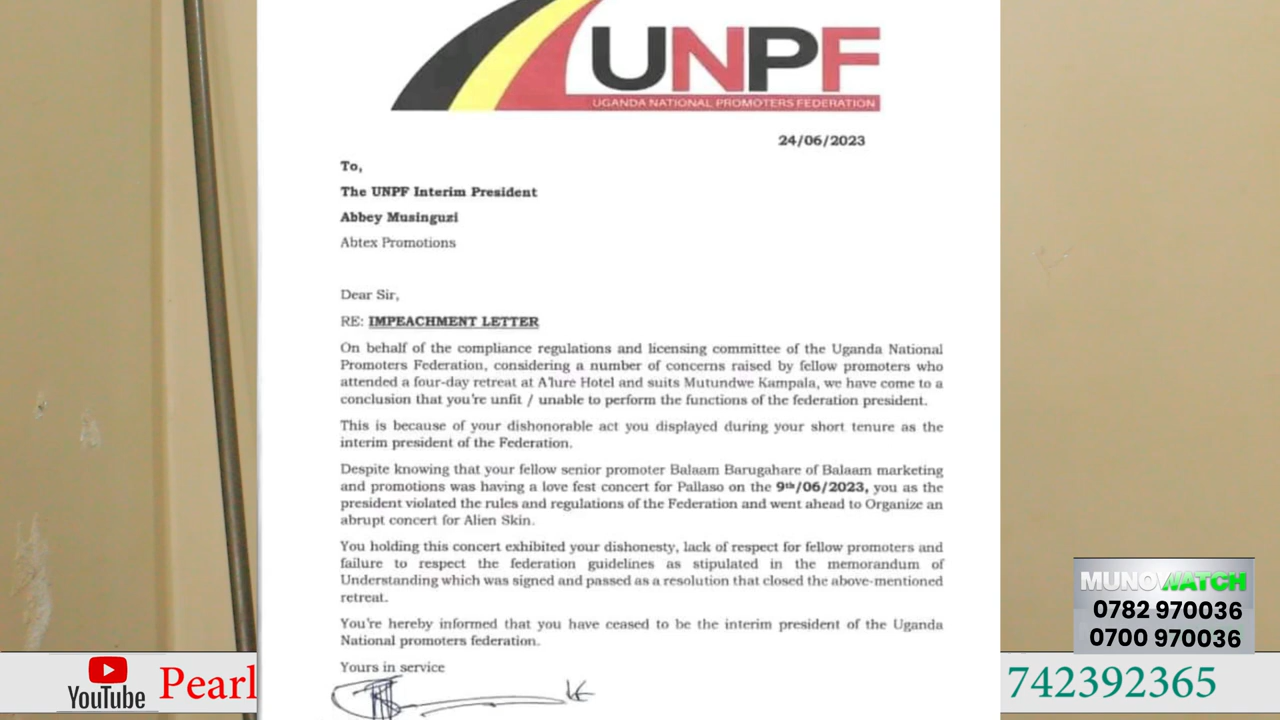 UNPF
UGANDA NATIONAL PROMOTERS FEDERATION
24/06/2023
To,
The UNPF Interim President
Abbey Musinguzi
Abtex Promotions
Dear Sir,
RE: IMPEACHMENT LETTER
On behalf of the compliance regulations and licensing committee of the Uganda National
Promoters Federation, considering a number of concerns raised by fellow promoters who
attended a four-day retreat at A'lure Hotel and suits Mutundwe Kampala, we have come to a
conclusion that you're unfit / unable to perform the functions of the federation president.
This is because of your dishonorable act you displayed during your short tenure as the
interim president of the Federation.
Despite knowing that your fellow senior promoter Balaam Barugahare of Balaam marketing
and promotions was having a love fest concert for Pallaso on the 9th/06/2023, you as the
president violated the rules and regulations of the Federation and went ahead to Organize an
abrupt concert for Alien Skin.
You holding this concert exhibited your dishonesty, lack of respect for fellow promoters and
failure to respect the federation guidelines as stipulated in the memorandum of
Understanding which was signed and passed as a resolution that closed the above-mentioned
retreat.
You're hereby informed that you have ceased to be the interim president of the Uganda
National promoters federation.
Yours in service
MUNOWATCH
0782 970036
0700 970036
YouTube
Pearl
742392365